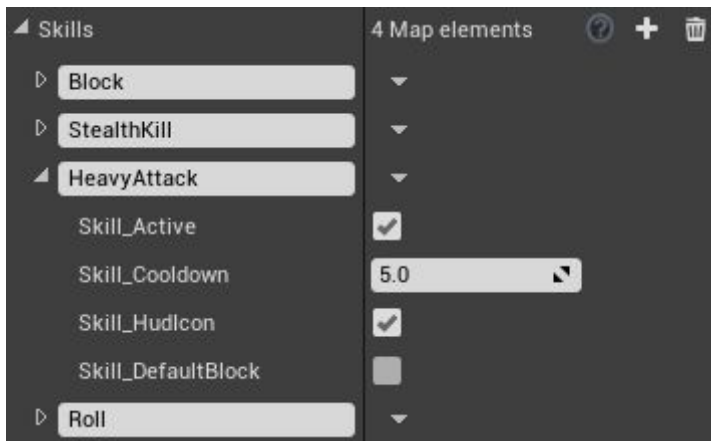 Skills 4 Map elements
Block
StealthKill
HeavyAttack
Skill_Active
Skill_Cooldown 5.0
Skill_HudIcon
Skill_DefaultBlock
Roll